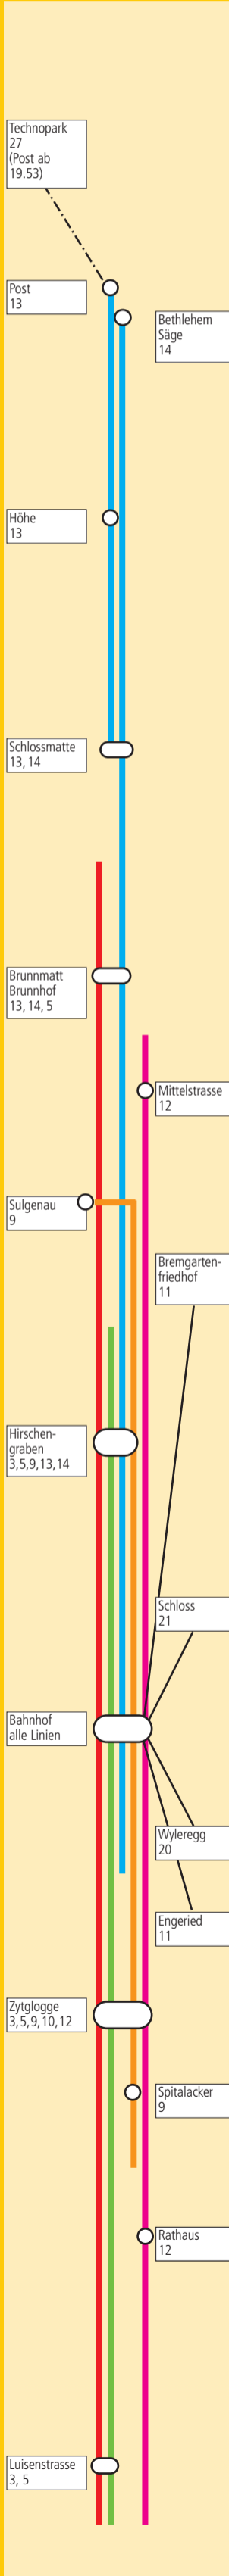 Technopark
27
(Post ab
19.53)
Post
13
Bethlehem
Säge
14
Höhe
13
Schlossmatte
13, 14
Brunnmatt
Brunnhof
13, 14, 5
Mittelstrasse
12
Sulgenau
9
Bremgarten-
friedhof
11
Hirschen-
graben
3,5,9,13,14
Schloss
21
Bahnhof
alle Linien
Wyleregg
20
Engeried
11
Zytglogge
3,5,9,10,12
Spitalacker
9
Rathaus
12
Luisenstrasse
3, 5